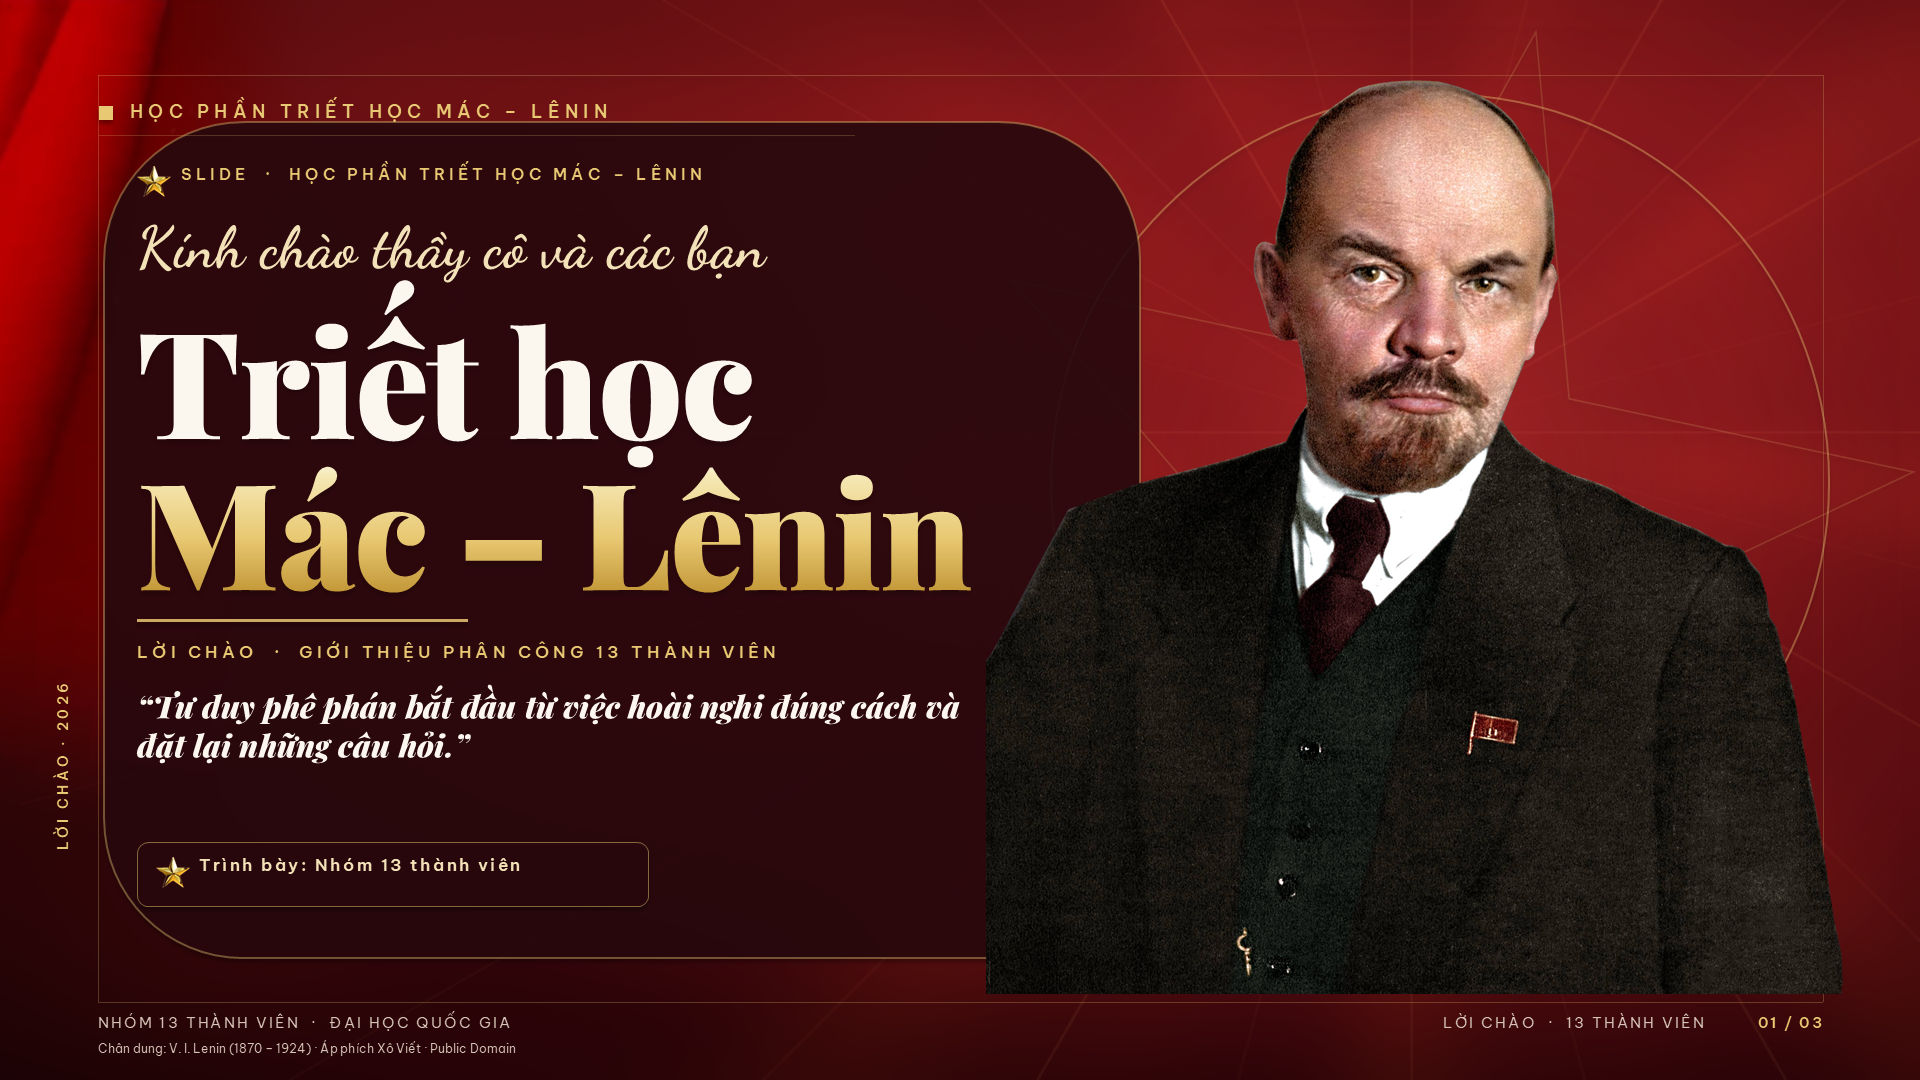 HỌC PHẦN TRIẾT HỌC MÁC – LÊNIN
SLIDE · HỌC PHẦN TRIẾT HỌC MÁC – LÊNIN
Kính chào thầy cô và các bạn
Triết học
Mác – Lênin
LỜI CHÀO · GIỚI THIỆU PHÂN CÔNG 13 THÀNH VIÊN
“Tư duy phê phán bắt đầu từ việc hoài nghi đúng cách và
đặt lại những câu hỏi.”
Trình bày: Nhóm 13 thành viên
LỜI CHÀO · 2026
NHÓM 13 THÀNH VIÊN · ĐẠI HỌC QUỐC GIA
Chân dung: V. I. Lenin (1870 – 1924) · Áp phích Xô Viết · Public Domain
LỜI CHÀO · 13 THÀNH VIÊN
01 / 03